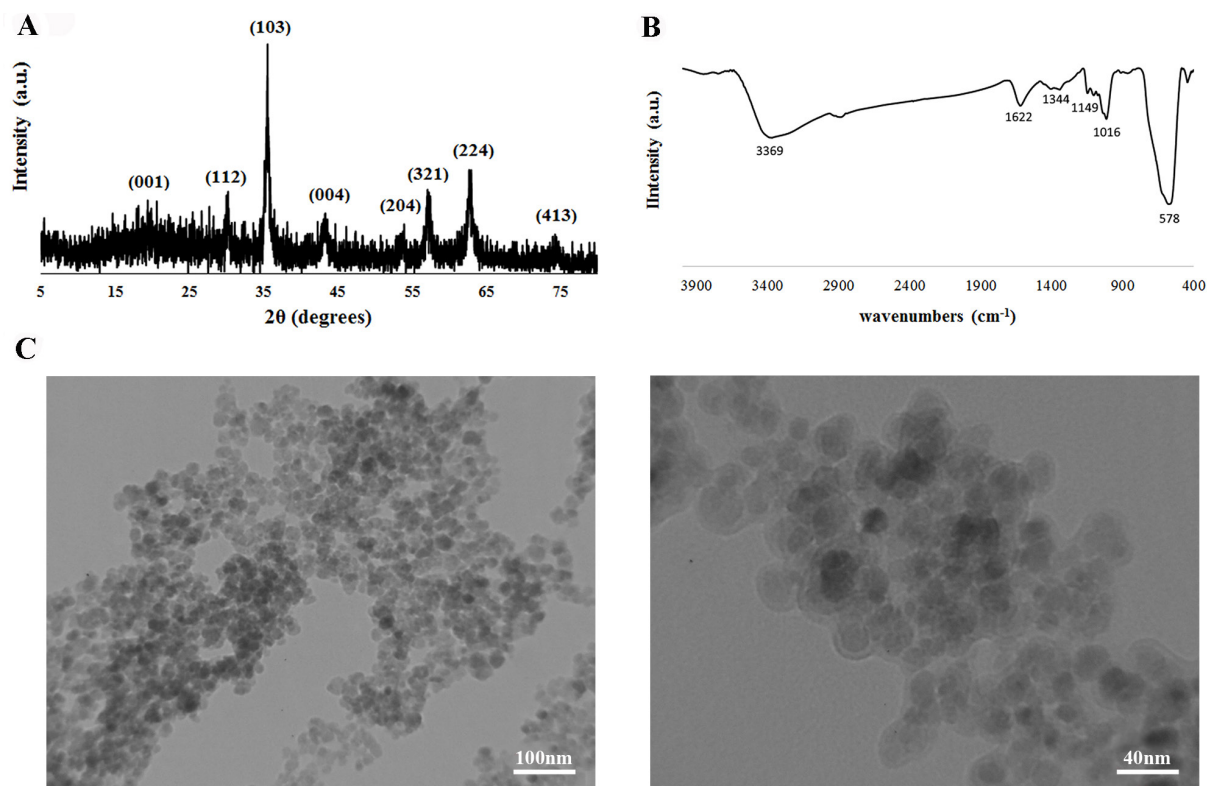 A
(103)
(224)
(112)
(001)
(004)
(204)
(321)
(413)
Intensity (a.u.)
5 15 25 35 45 55 65 75
2θ (degrees)
B
IIntensity (a.u.)
3369
1622
1344
1149
1016
578
3900 3400 2900 2400 1900 1400 900 400
wavenumbers (cm-1)
C
100nm
40nm